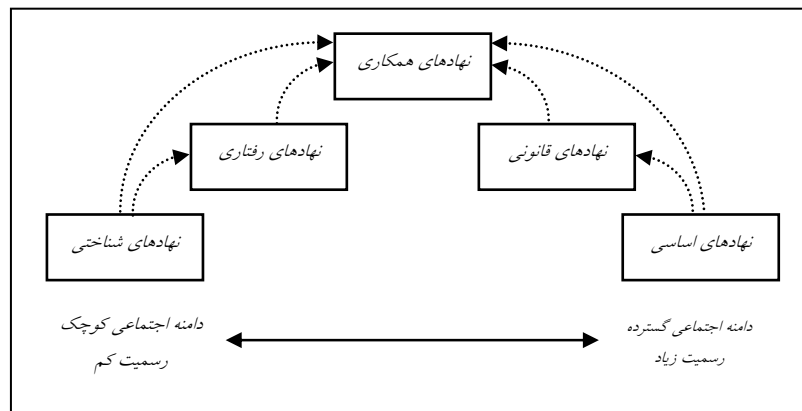 نهادهای همکاری
نهادهای قانونی
نهادهای رفتاری
نهادهای اساسی
نهادهای شناختی
دامنه اجتماعی گسترده
رسمیت زیاد
دامنه اجتماعی کوچک
رسمیت کم